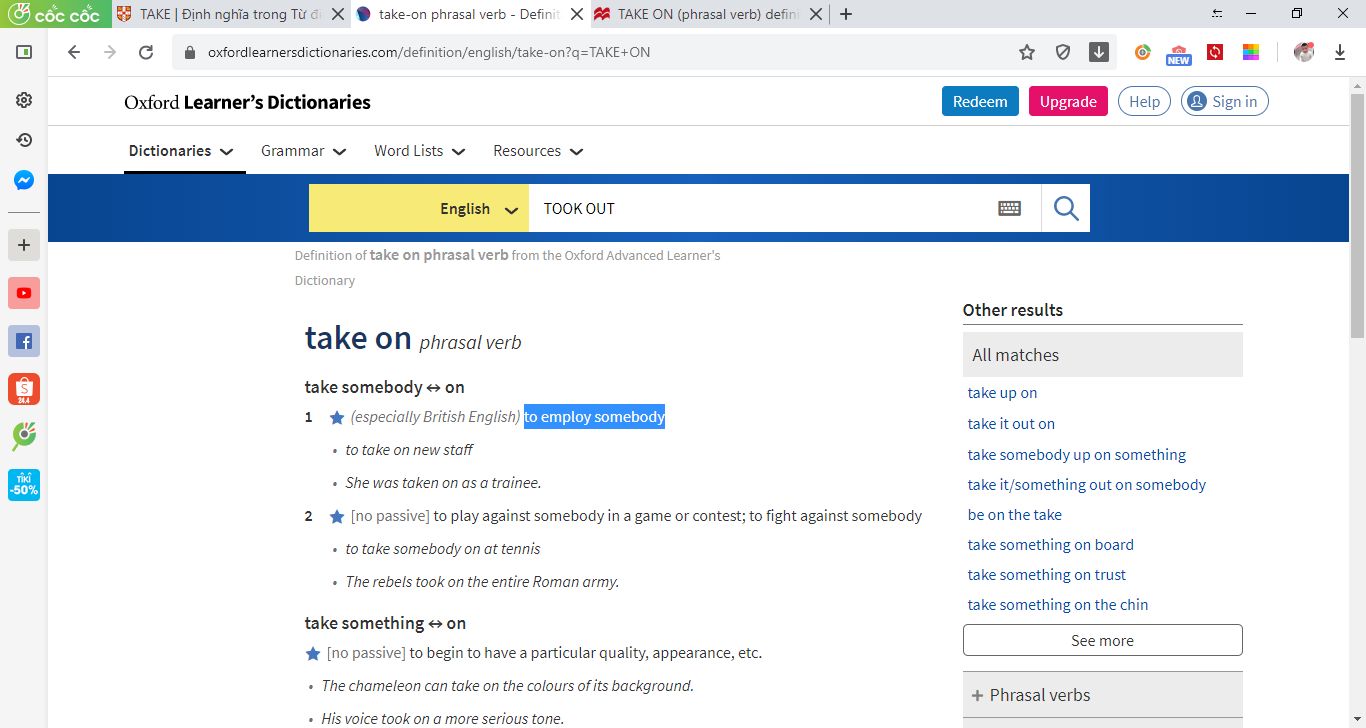 cốc cốc
TAKE | Định nghĩa trong Từ đi
take-on phrasal verb - Definit
TAKE ON (phrasal verb) defini
oxfordlearnersdictionaries.com/definition/english/take-on?q=TAKE+ON
NEW
Oxford Learner's Dictionaries
Redeem
Upgrade
Help
Sign in
Dictionaries
Grammar
Word Lists
Resources
English
TOOK OUT
Definition of take on phrasal verb from the Oxford Advanced Learner's
Dictionary
take on phrasal verb
take somebody ↔ on
1 ★ (especially British English) to employ somebody
• to take on new staff
• She was taken on as a trainee.
2 ★ [no passive] to play against somebody in a game or contest; to fight against somebody
• to take somebody on at tennis
• The rebels took on the entire Roman army.
take something ↔ on
★ [no passive] to begin to have a particular quality, appearance, etc.
• The chameleon can take on the colours of its background.
• His voice took on a more serious tone.
Other results
All matches
take up on
take it out on
take somebody up on something
take it/something out on somebody
be on the take
take something on board
take something on trust
take something on the chin
See more
+ Phrasal verbs
S
24.4
TIKI
-50%